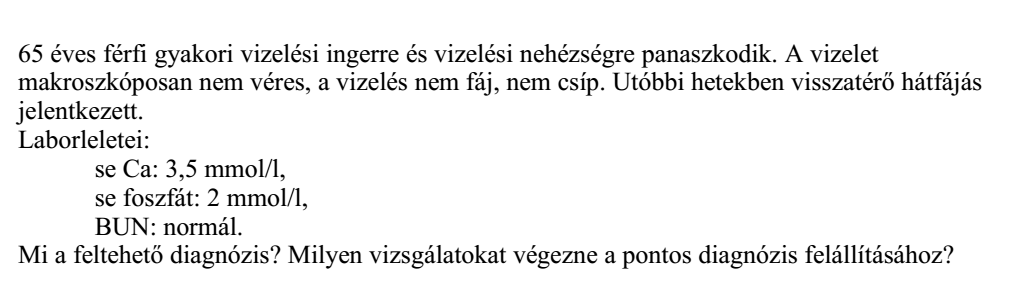 65 éves férfi gyakori vizelési ingerre és vizelési nehézségre panaszkodik. A vizelet
makroszkóposan nem véres, a vizelés nem fáj, nem csíp. Utóbbi hetekben visszatérő hátfájás
jelentkezett.
Laborleletei:
se Ca: 3,5 mmol/l,
se foszfát: 2 mmol/l,
BUN: normál.
Mi a feltehető diagnózis? Milyen vizsgálatokat végezne a pontos diagnózis felállításához?